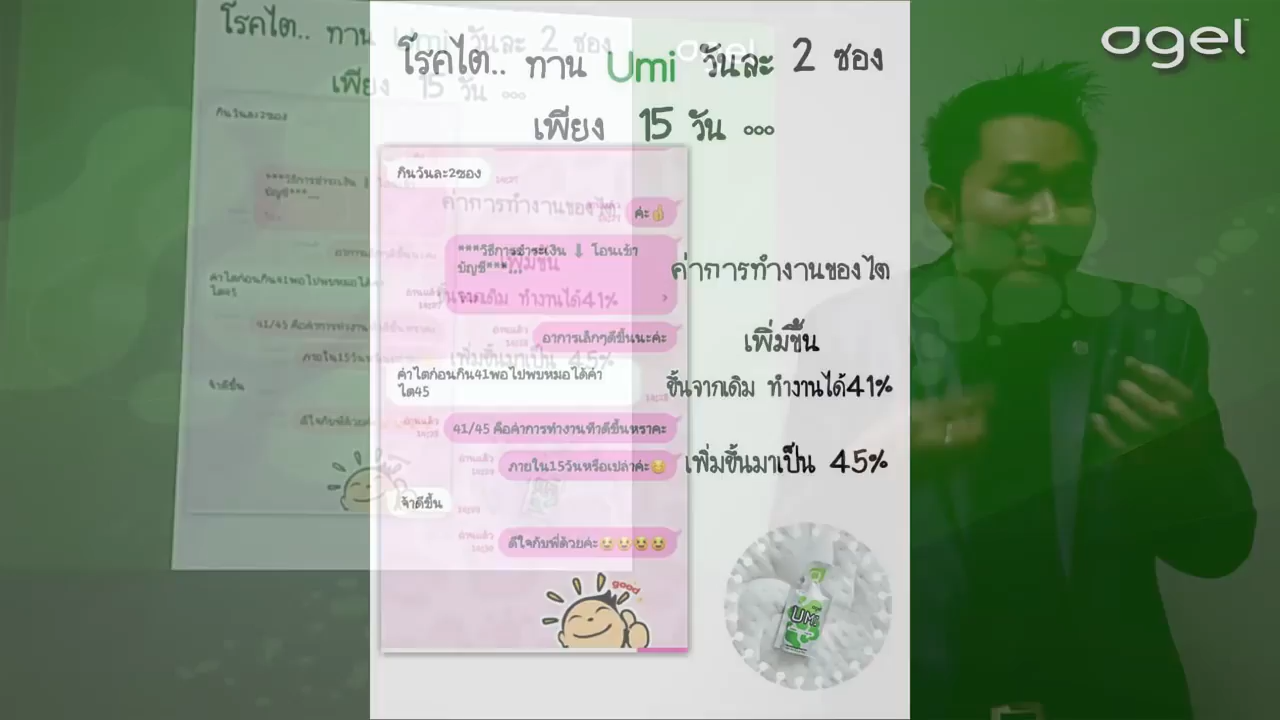 agel
โรคไต.. ทาน Umi วันละ 2 ซอง
เพียง 15 วัน ...
กินวันละ2ซอง
ค่ะ
***วิธีการชำระเงิน โอนเข้า
บัญชี***...
อาการเล็กๆดีขึ้นนะค่ะ
ค่าไตก่อนกิน41พอไปพบหมอได้ค่า
ไต45
41/45 คือค่าการทำงานที่ดีขึ้นหราคะ
ภายใน15วันหรือเปล่าค่ะ
จ้าดีขึ้น
ดีใจกับพี่ด้วยค่ะ
good
ค่าการทำงานของไต
เพิ่มขึ้น
ขึ้นจากเดิม ทำงานได้41%
เพิ่มขึ้นมาเป็น 45%
UMI